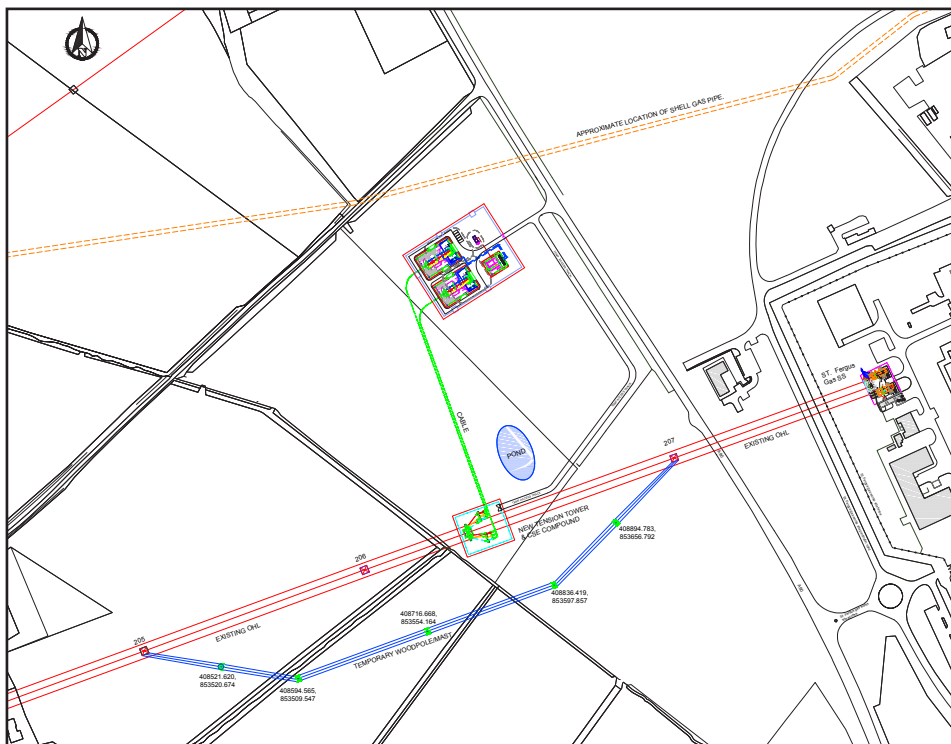 N
APPROXIMATE LOCATION OF SHELL GAS PIPE.
ST. Fergus
Gas SS
CABLE
POND
207
EXISTING OHL
NEW TENSION TOWER
& CSE COMPOUND
408894.783,
853656.792
206
408836.419,
853597.857
408716.668,
853554.164
205
EXISTING OHL
TEMPORARY WOODPOLE/MAST
408521.620,
853520.674
408594.565,
853509.547